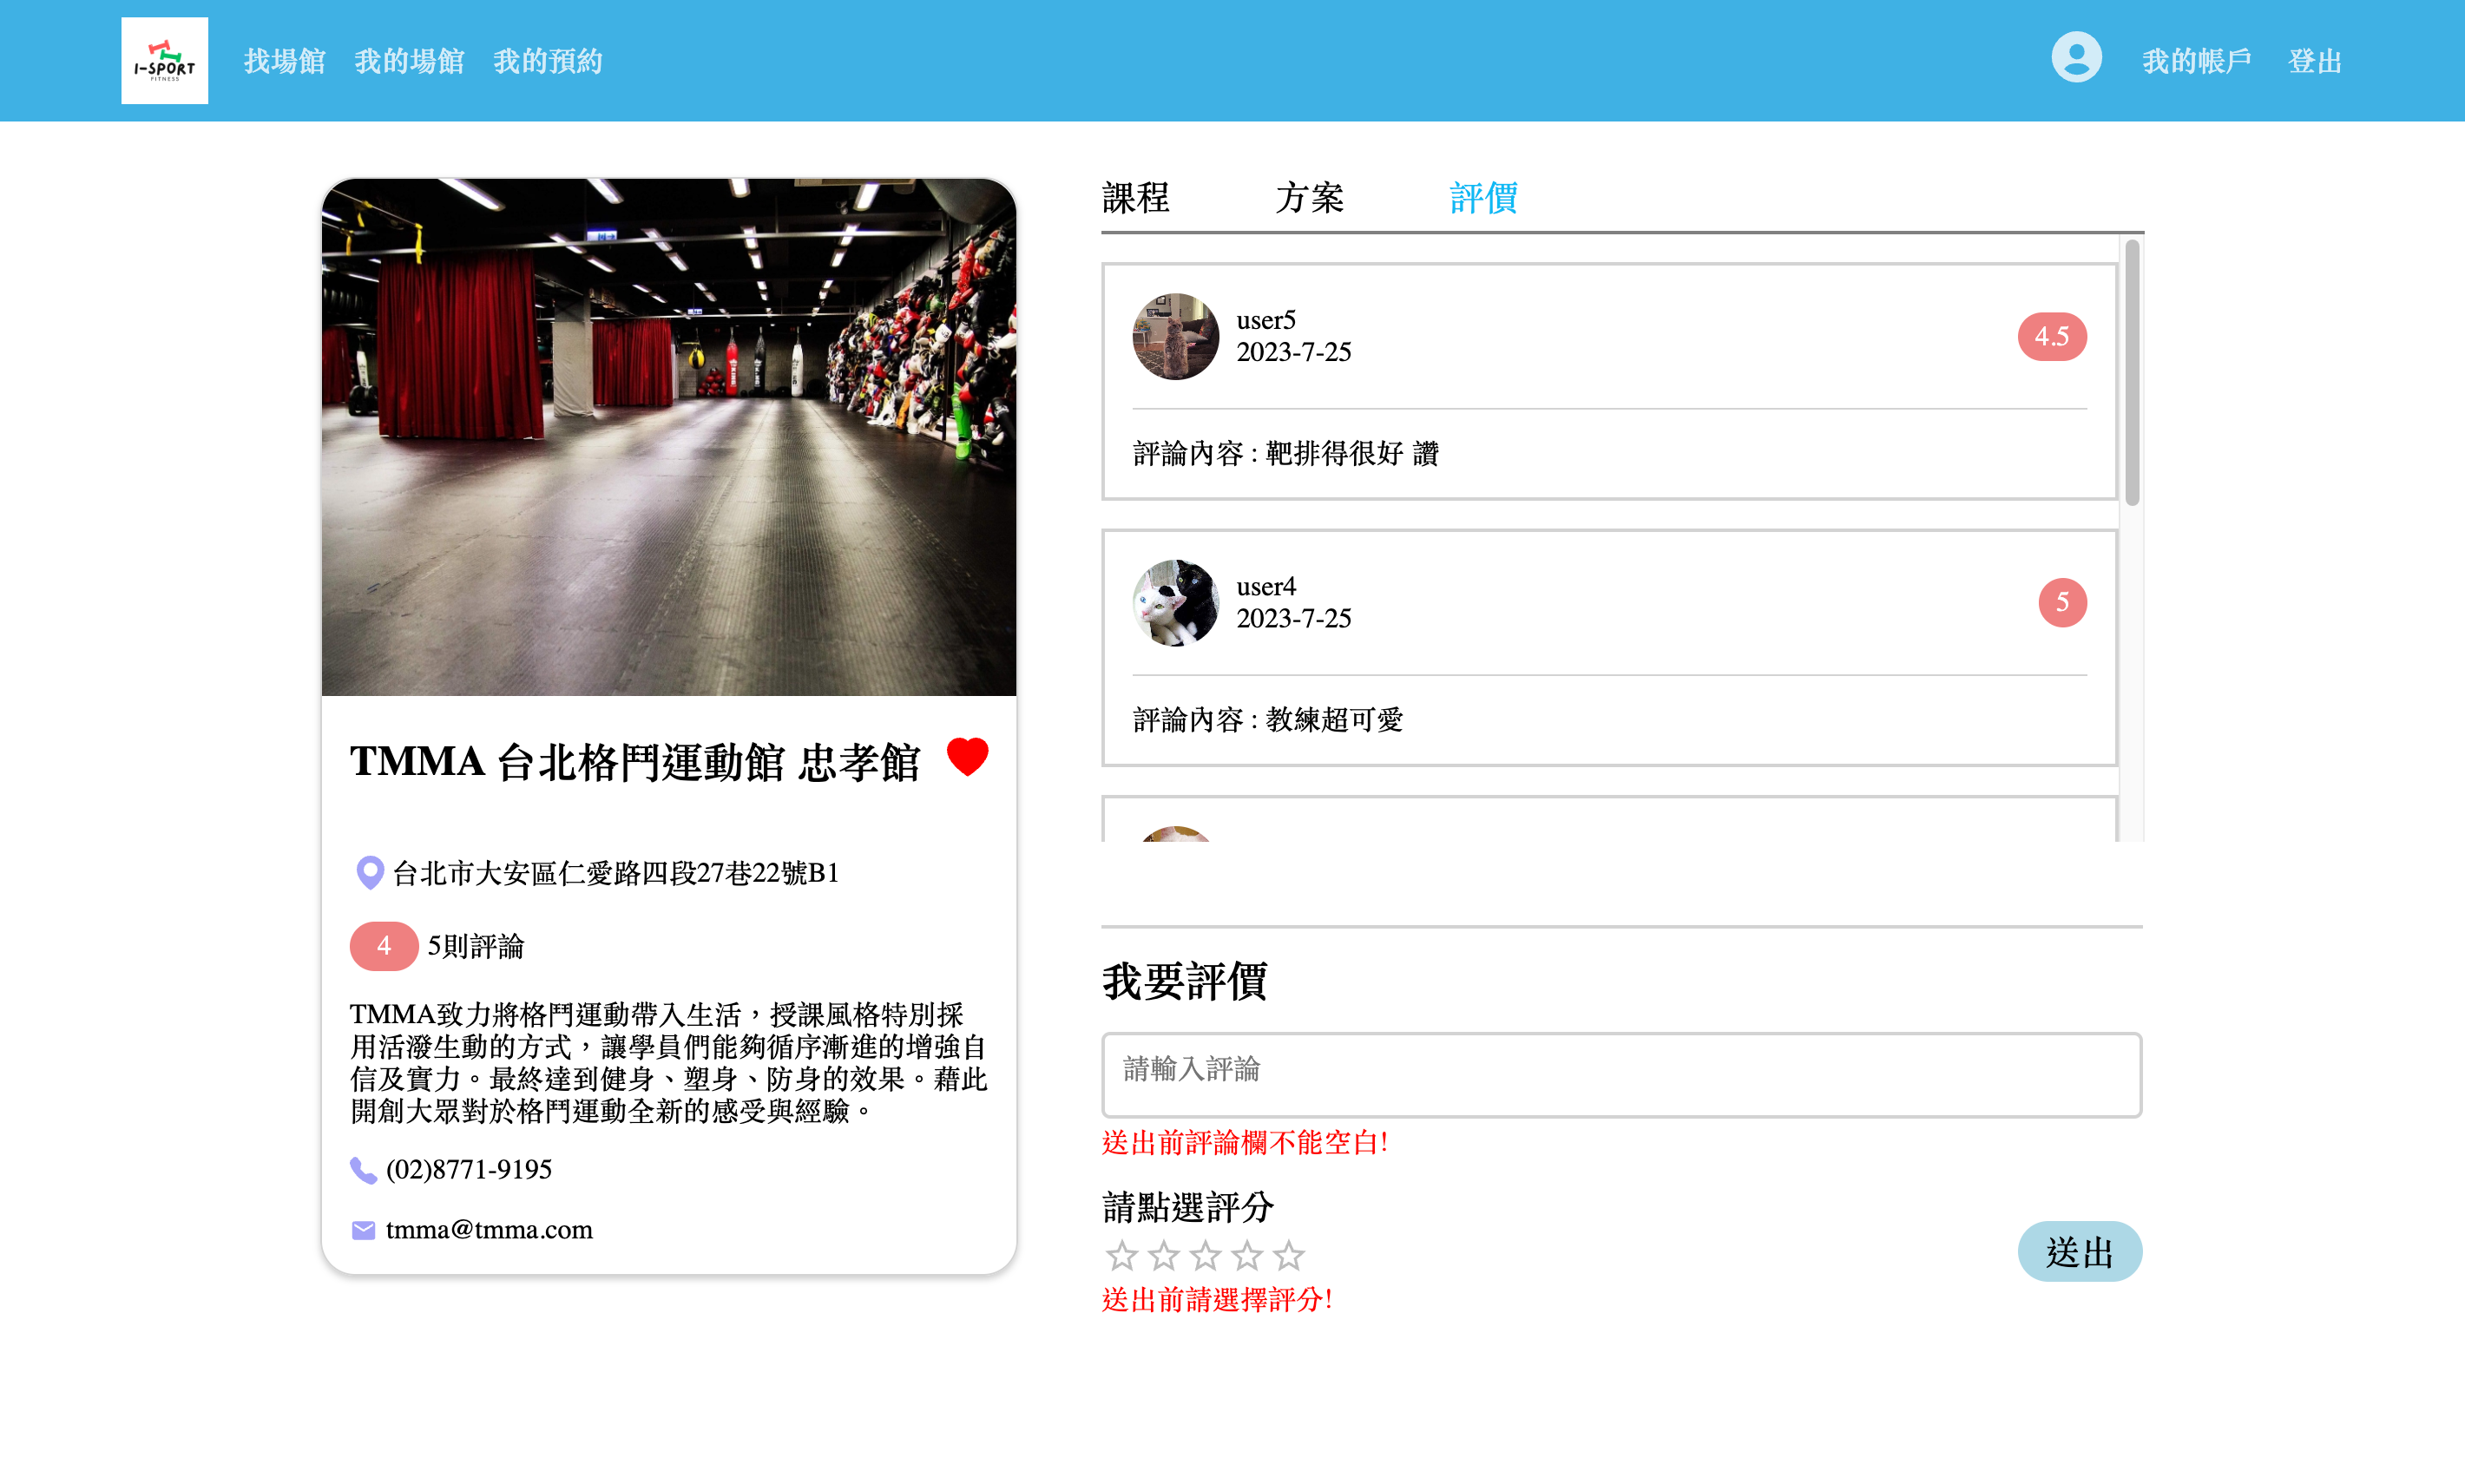 I-SPORT
FITNESS
找場館 我的場館 我的預約
我的帳戶 登出
TMMA 台北格鬥運動館 忠孝館
台北市大安區仁愛路四段27巷22號B1
4 5則評論
TMMA致力將格鬥運動帶入生活，授課風格特別採
用活潑生動的方式，讓學員們能夠循序漸進的增強自
信及實力。最終達到健身、塑身、防身的效果。藉此
開創大眾對於格鬥運動全新的感受與經驗。
(02)8771-9195
tmma@tmma.com
課程 方案 評價
user5
2023-7-25
4.5
評論內容 : 靶排得很好 讚
user4
2023-7-25
5
評論內容 : 教練超可愛
我要評價
請輸入評論
送出前評論欄不能空白!
請點選評分
送出前請選擇評分!
送出